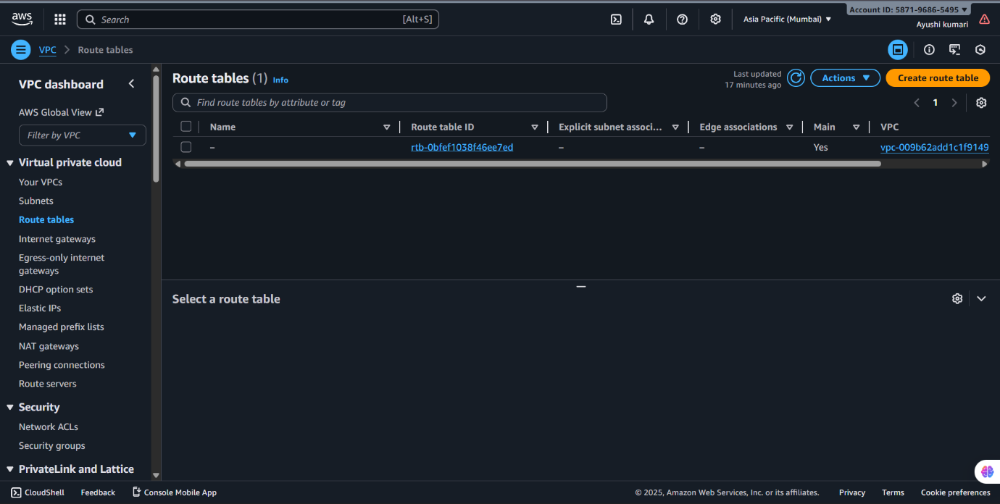 aws
Search [Alt+S]
Asia Pacific (Mumbai)
Account ID: 5871-9686-5495
Ayushi kumari
VPC
Route tables
VPC dashboard
AWS Global View
Filter by VPC
Virtual private cloud
Your VPCs
Subnets
Route tables
Internet gateways
Egress-only internet
gateways
DHCP option sets
Elastic IPs
Managed prefix lists
NAT gateways
Peering connections
Route servers
Security
Network ACLs
Security groups
PrivateLink and Lattice
Route tables (1) Info
Last updated
17 minutes ago
Actions
Create route table
Find route tables by attribute or tag
1
Name Route table ID Explicit subnet associ... Edge associations Main VPC
– rtb-0bfef1038f46ee7ed – – Yes vpc-009b62add1c1f9149
Select a route table
CloudShell Feedback Console Mobile App © 2025, Amazon Web Services, Inc. or its affiliates. Privacy Terms Cookie preferences